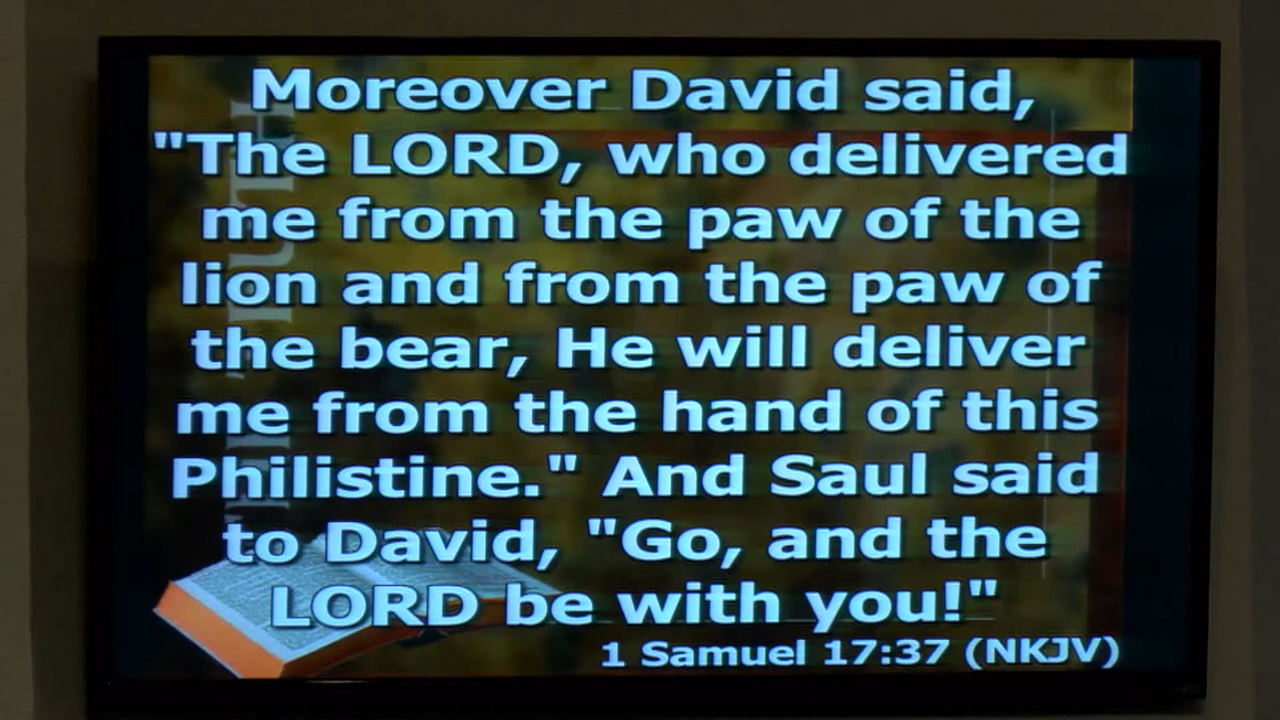 Moreover David said,
"The LORD, who delivered
me from the paw of the
lion and from the paw of
the bear, He will deliver
me from the hand of this
Philistine." And Saul said
to David, "Go, and the
LORD be with you!"
1 Samuel 17:37 (NKJV)